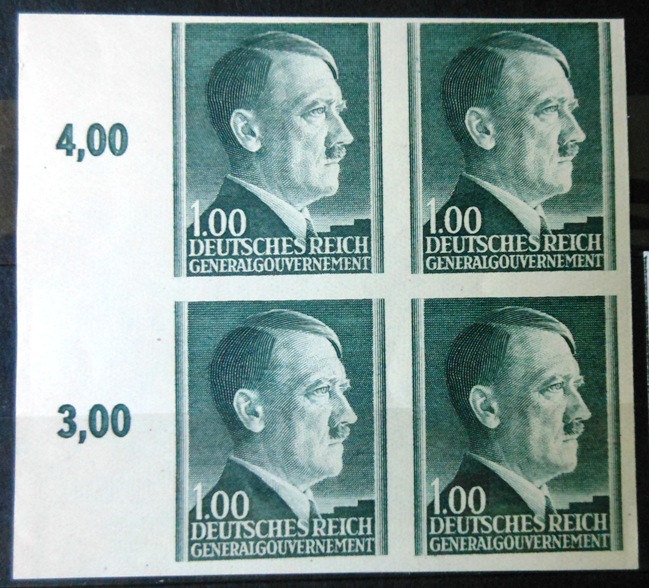 4,00
1.00
DEUTSCHES REICH
GENERALGOUVERNEMENT
1.00
DEUTSCHES REICH
GENERALGOUVERNEMENT
3,00
1.00
DEUTSCHES REICH
GENERALGOUVERNEMENT
1.00
DEUTSCHES REICH
GENERALGOUVERNEMENT